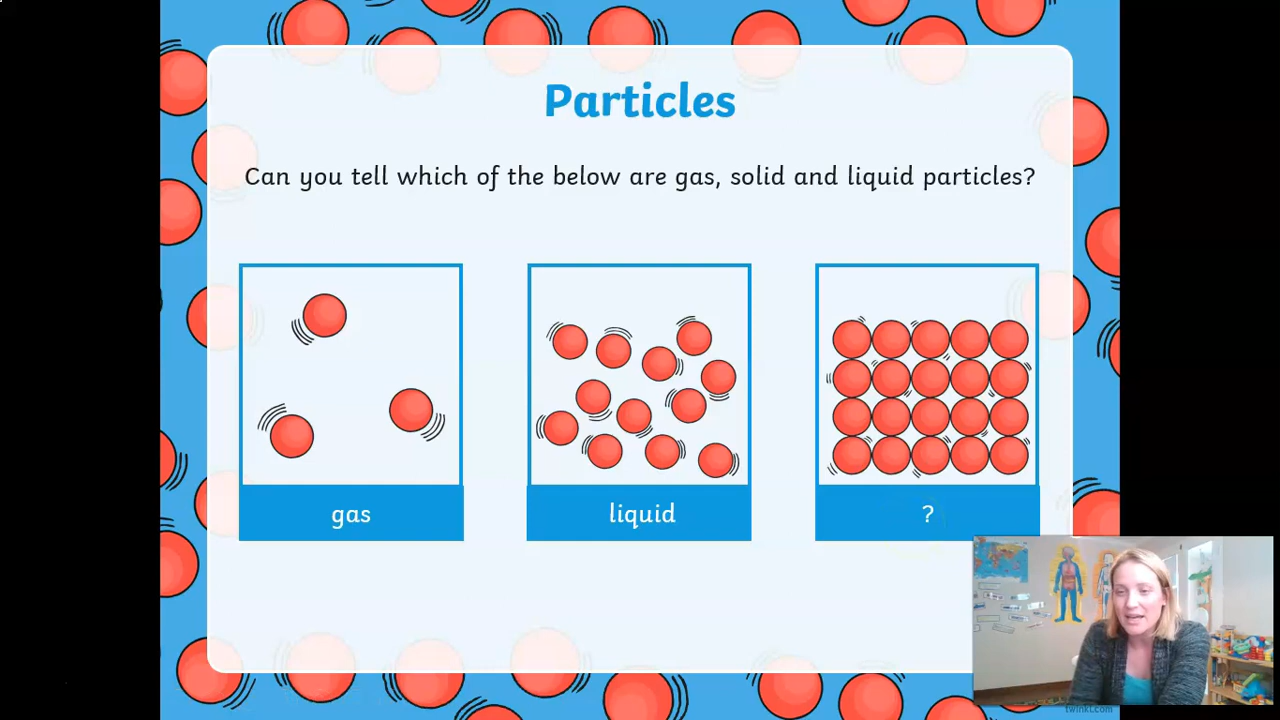 Particles
Can you tell which of the below are gas, solid and liquid particles?
gas
liquid
?
twinkl.com